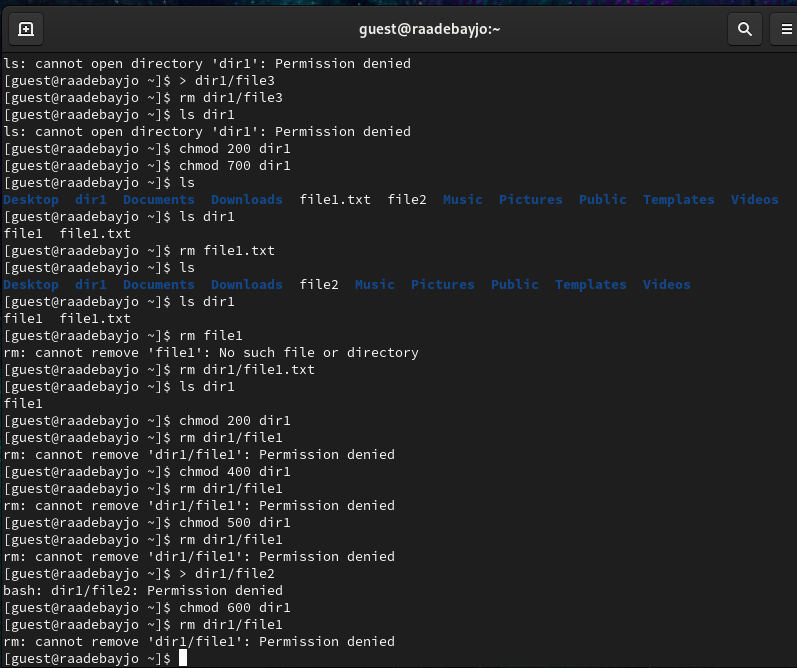 guest@raadebayjo:~
ls: cannot open directory 'dir1': Permission denied
[guest@raadebayjo ~]$ > dir1/file3
[guest@raadebayjo ~]$ rm dir1/file3
[guest@raadebayjo ~]$ ls dir1
ls: cannot open directory 'dir1': Permission denied
[guest@raadebayjo ~]$ chmod 200 dir1
[guest@raadebayjo ~]$ chmod 700 dir1
[guest@raadebayjo ~]$ ls
Desktop  dir1  Documents  Downloads  file1.txt  file2  Music  Pictures  Public  Templates  Videos
[guest@raadebayjo ~]$ ls dir1
file1  file1.txt
[guest@raadebayjo ~]$ rm file1.txt
[guest@raadebayjo ~]$ ls
Desktop  dir1  Documents  Downloads  file2  Music  Pictures  Public  Templates  Videos
[guest@raadebayjo ~]$ ls dir1
file1  file1.txt
[guest@raadebayjo ~]$ rm file1
rm: cannot remove 'file1': No such file or directory
[guest@raadebayjo ~]$ rm dir1/file1.txt
[guest@raadebayjo ~]$ ls dir1
file1
[guest@raadebayjo ~]$ chmod 200 dir1
[guest@raadebayjo ~]$ rm dir1/file1
rm: cannot remove 'dir1/file1': Permission denied
[guest@raadebayjo ~]$ chmod 400 dir1
[guest@raadebayjo ~]$ rm dir1/file1
rm: cannot remove 'dir1/file1': Permission denied
[guest@raadebayjo ~]$ chmod 500 dir1
[guest@raadebayjo ~]$ rm dir1/file1
rm: cannot remove 'dir1/file1': Permission denied
[guest@raadebayjo ~]$ > dir1/file2
bash: dir1/file2: Permission denied
[guest@raadebayjo ~]$ chmod 600 dir1
[guest@raadebayjo ~]$ rm dir1/file1
rm: cannot remove 'dir1/file1': Permission denied
[guest@raadebayjo ~]$